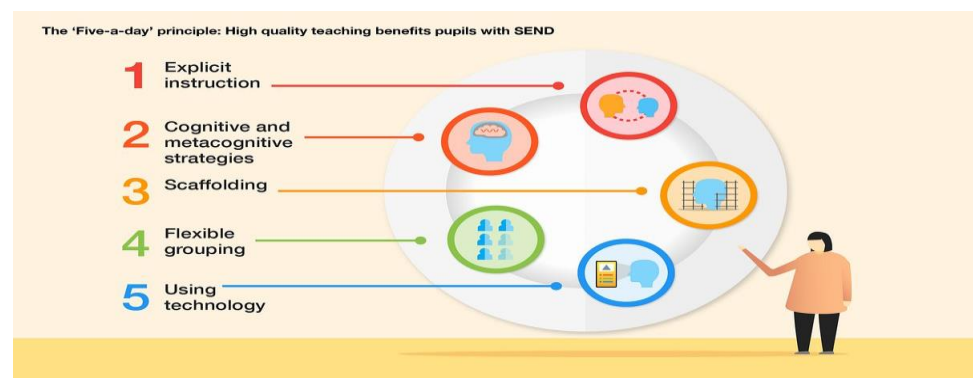 The ‘Five-a-day’ principle: High quality teaching benefits pupils with SEND
1 Explicit
instruction
2 Cognitive and
metacognitive
strategies
3 Scaffolding
4 Flexible
grouping
5 Using
technology